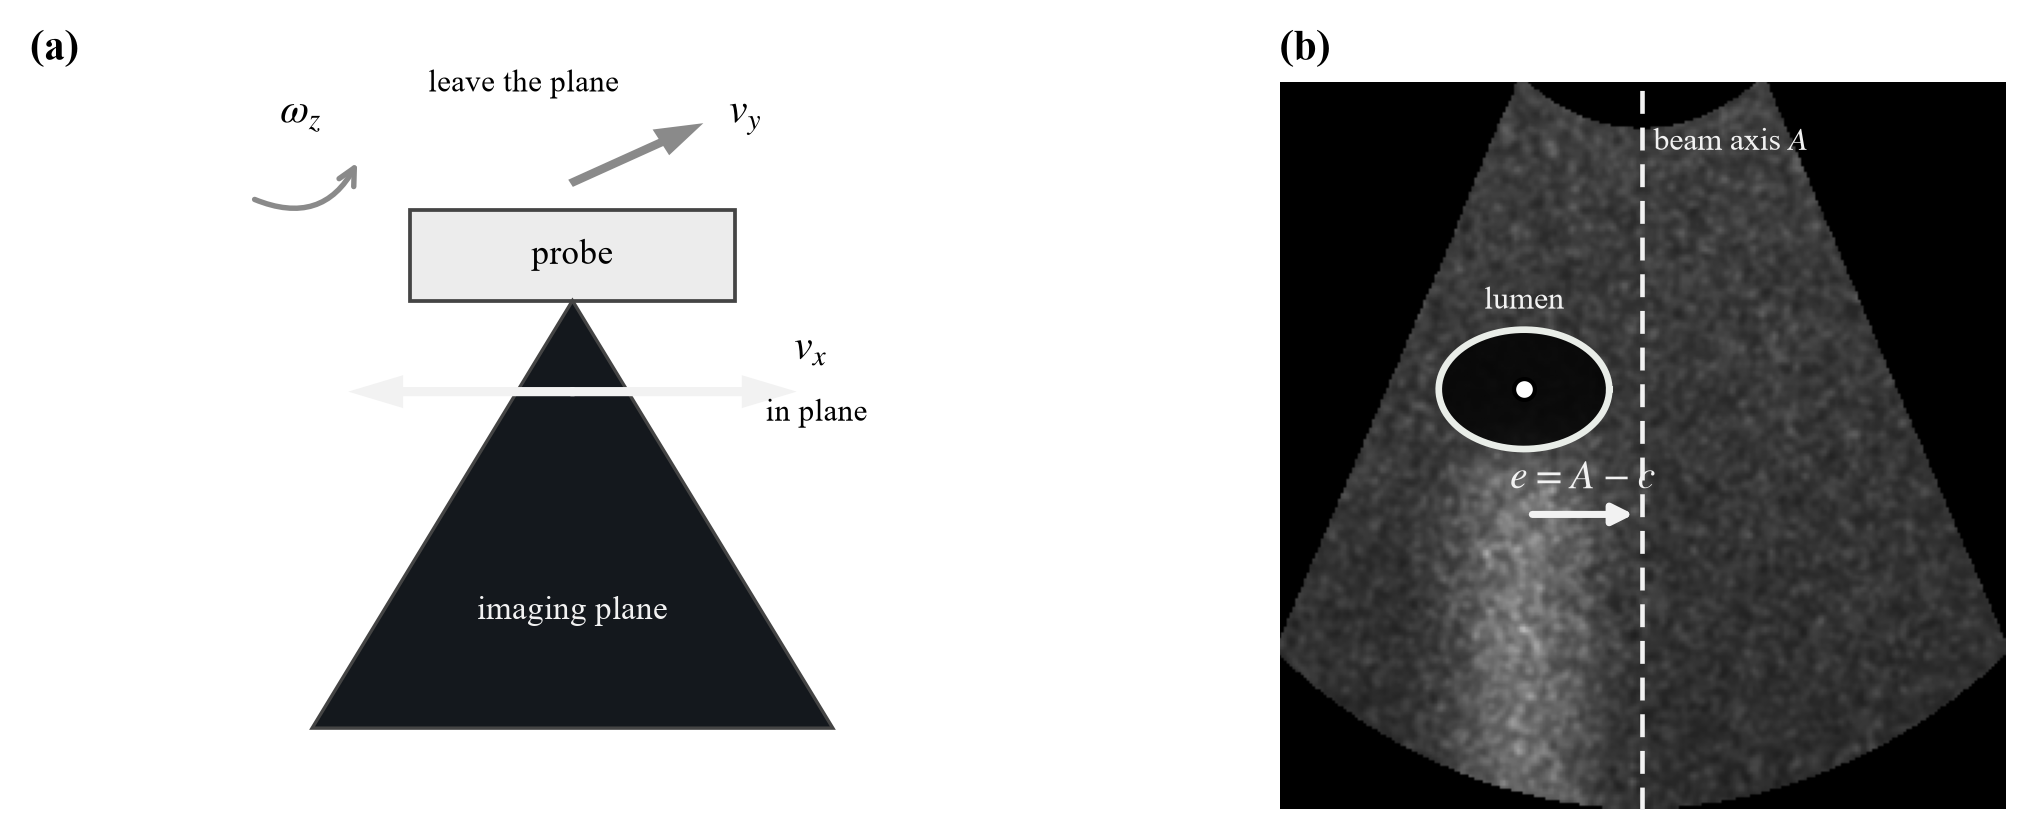 (a)
leave the plane
ω_z
v_y
probe
v_x
in plane
imaging plane
(b)
beam axis A
lumen
e = A − c